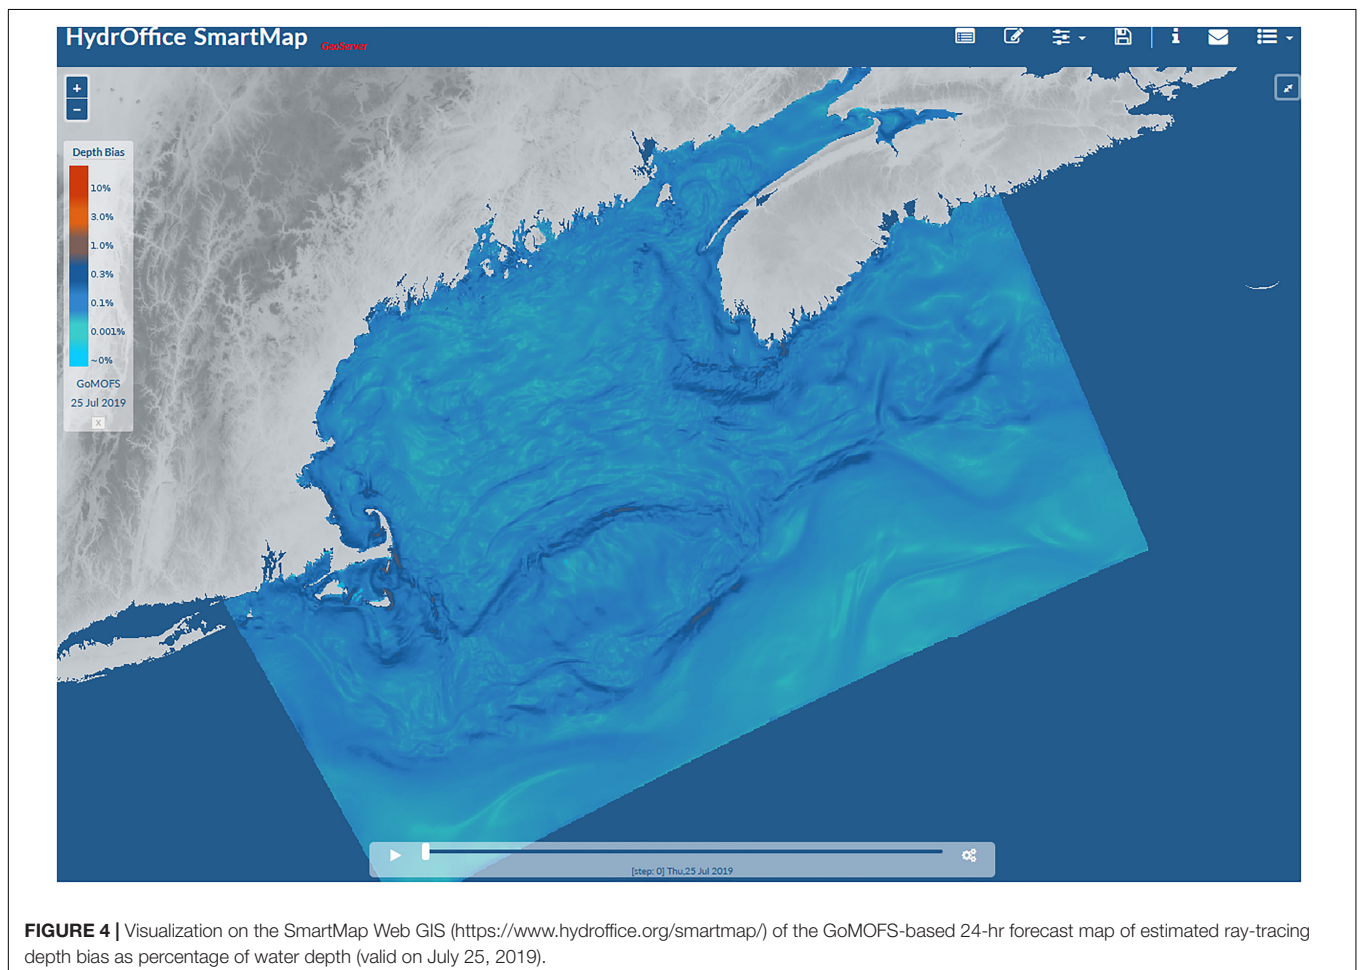 HydrOffice SmartMap
GeoServer
+
−
Depth Bias
10%
3.0%
1.0%
0.3%
0.1%
0.001%
~0%
GoMOFS
25 Jul 2019
X
[step: 0] Thu,25 Jul 2019
FIGURE 4 | Visualization on the SmartMap Web GIS (https://www.hydroffice.org/smartmap/) of the GoMOFS-based 24-hr forecast map of estimated ray-tracing
depth bias as percentage of water depth (valid on July 25, 2019).